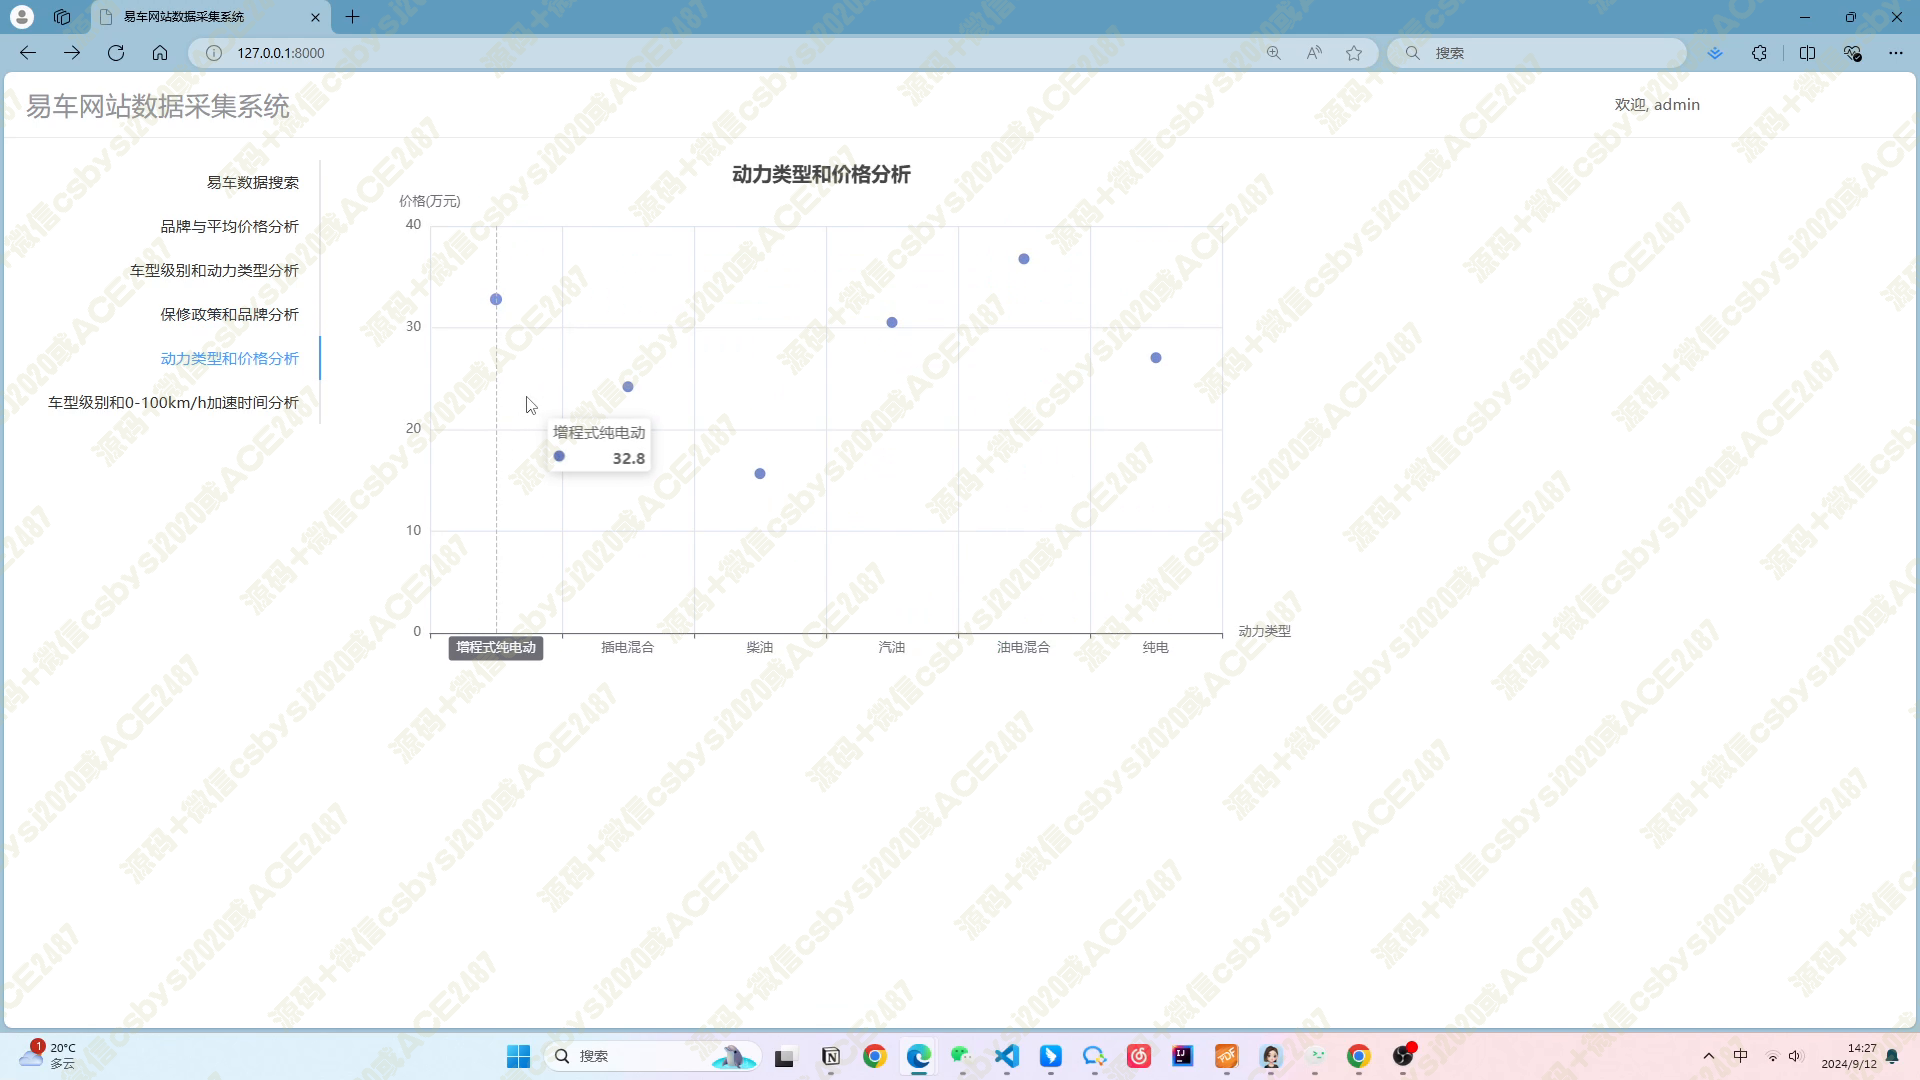 易车网站数据采集系统
127.0.0.1:8000
搜索
易车网站数据采集系统
欢迎, admin
易车数据搜索
品牌与平均价格分析
车型级别和动力类型分析
保修政策和品牌分析
动力类型和价格分析
车型级别和0-100km/h加速时间分析
动力类型和价格分析
价格(万元)
40
30
20
10
0
增程式纯电动
32.8
增程式纯电动
插电混合
柴油
汽油
油电混合
纯电
动力类型
源码+微信csbysj2020或ACE2487
1
20°C
多云
搜索
中
14:27
2024/9/12